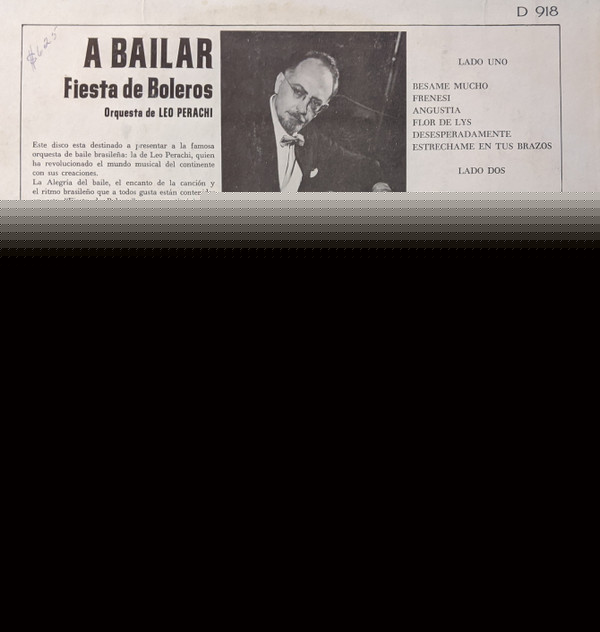 D 918
$6.25
A BAILAR
Fiesta de Boleros
Orquesta de LEO PERACHI
Este disco esta destinado a presentar a la famosa
orquesta de baile brasileña: la de Leo Perachi, quien
ha revolucionado el mundo musical del continente
con sus creaciones.
La Alegría del baile, el encanto de la canción y
el ritmo brasileño que a todos gusta están
LADO UNO
BESAME MUCHO
FRENESI
ANGUSTIA
FLOR DE LYS
DESESPERADAMENTE
ESTRECHAME EN TUS BRAZOS
LADO DOS